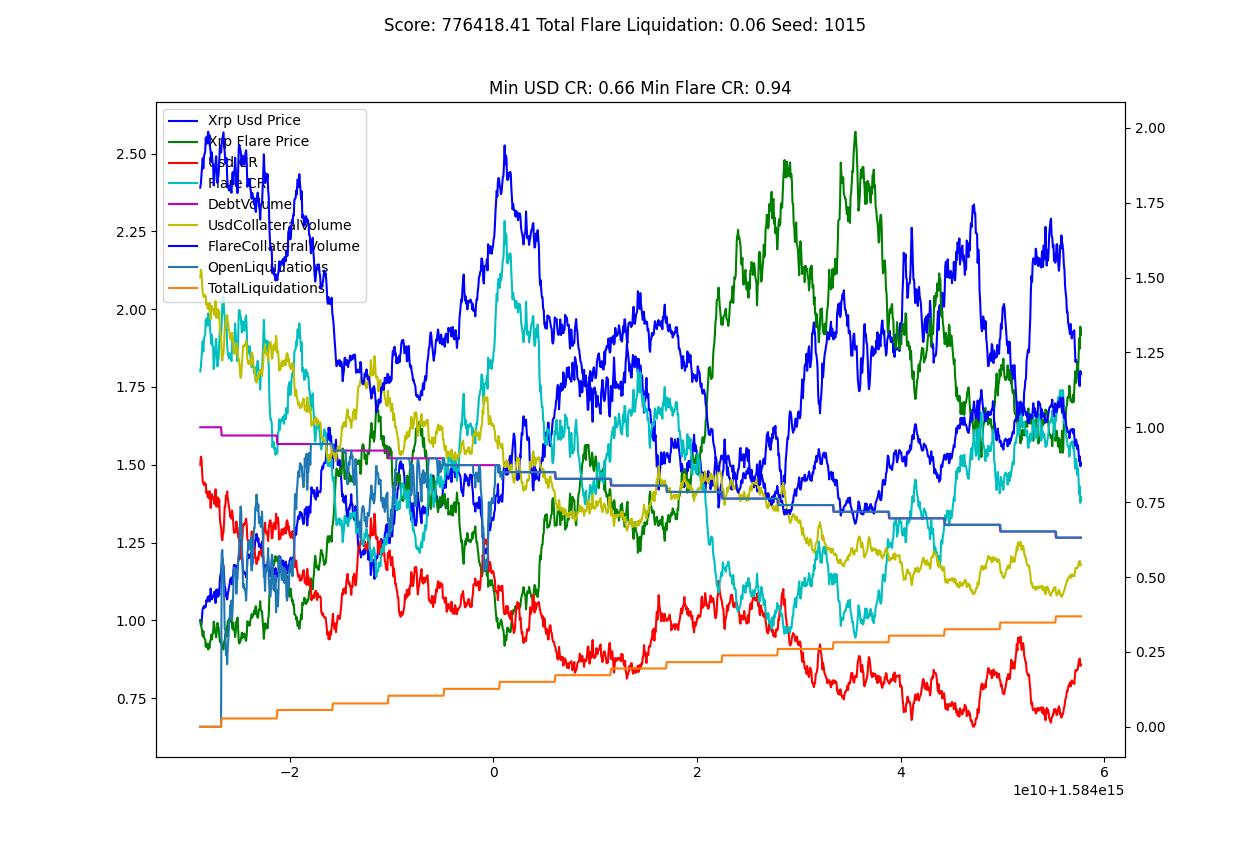 Score: 776418.41 Total Flare Liquidation: 0.06 Seed: 1015
Min USD CR: 0.66 Min Flare CR: 0.94
Xrp Usd Price
Xrp Flare Price
Usd CR
Flare CR
DebtVolume
UsdCollateralVolume
FlareCollateralVolume
OpenLiquidations
TotalLiquidations
2.50
2.25
2.00
1.75
1.50
1.25
1.00
0.75
2.00
1.75
1.50
1.25
1.00
0.75
0.50
0.25
0.00
−2
0
2
4
6
1e10+1.584e15